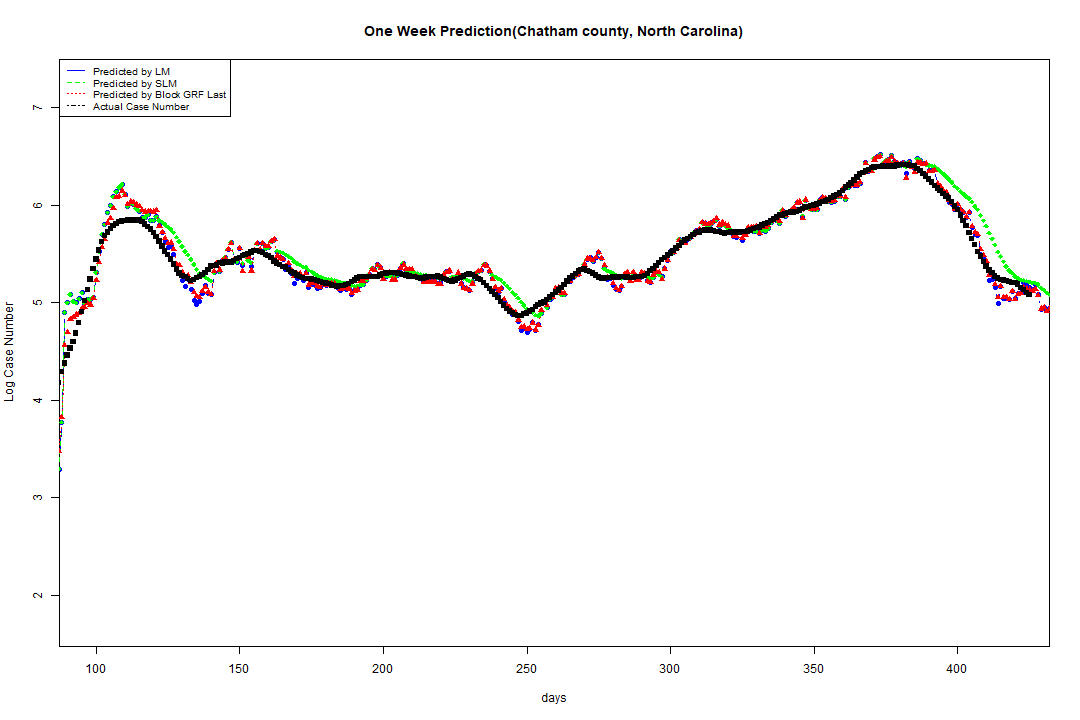 One Week Prediction(Chatham county, North Carolina)
Predicted by LM
Predicted by SLM
Predicted by Block GRF Last
Actual Case Number
7
6
5
4
3
2
Log Case Number
100 150 200 250 300 350 400
days